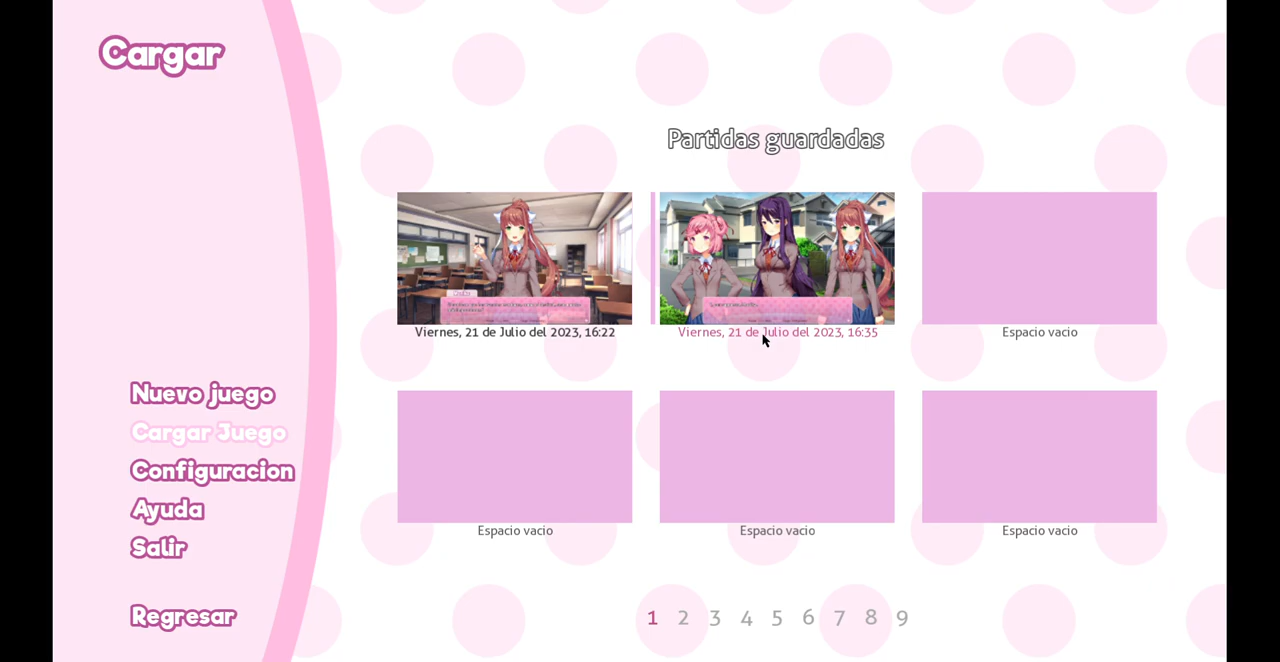 Cargar
Partidas guardadas
Viernes, 21 de Julio del 2023, 16:22
Viernes, 21 de Julio del 2023, 16:35
Espacio vacio
Espacio vacio
Espacio vacio
Espacio vacio
Nuevo juego
Cargar Juego
Configuracion
Ayuda
Salir
Regresar
1 2 3 4 5 6 7 8 9